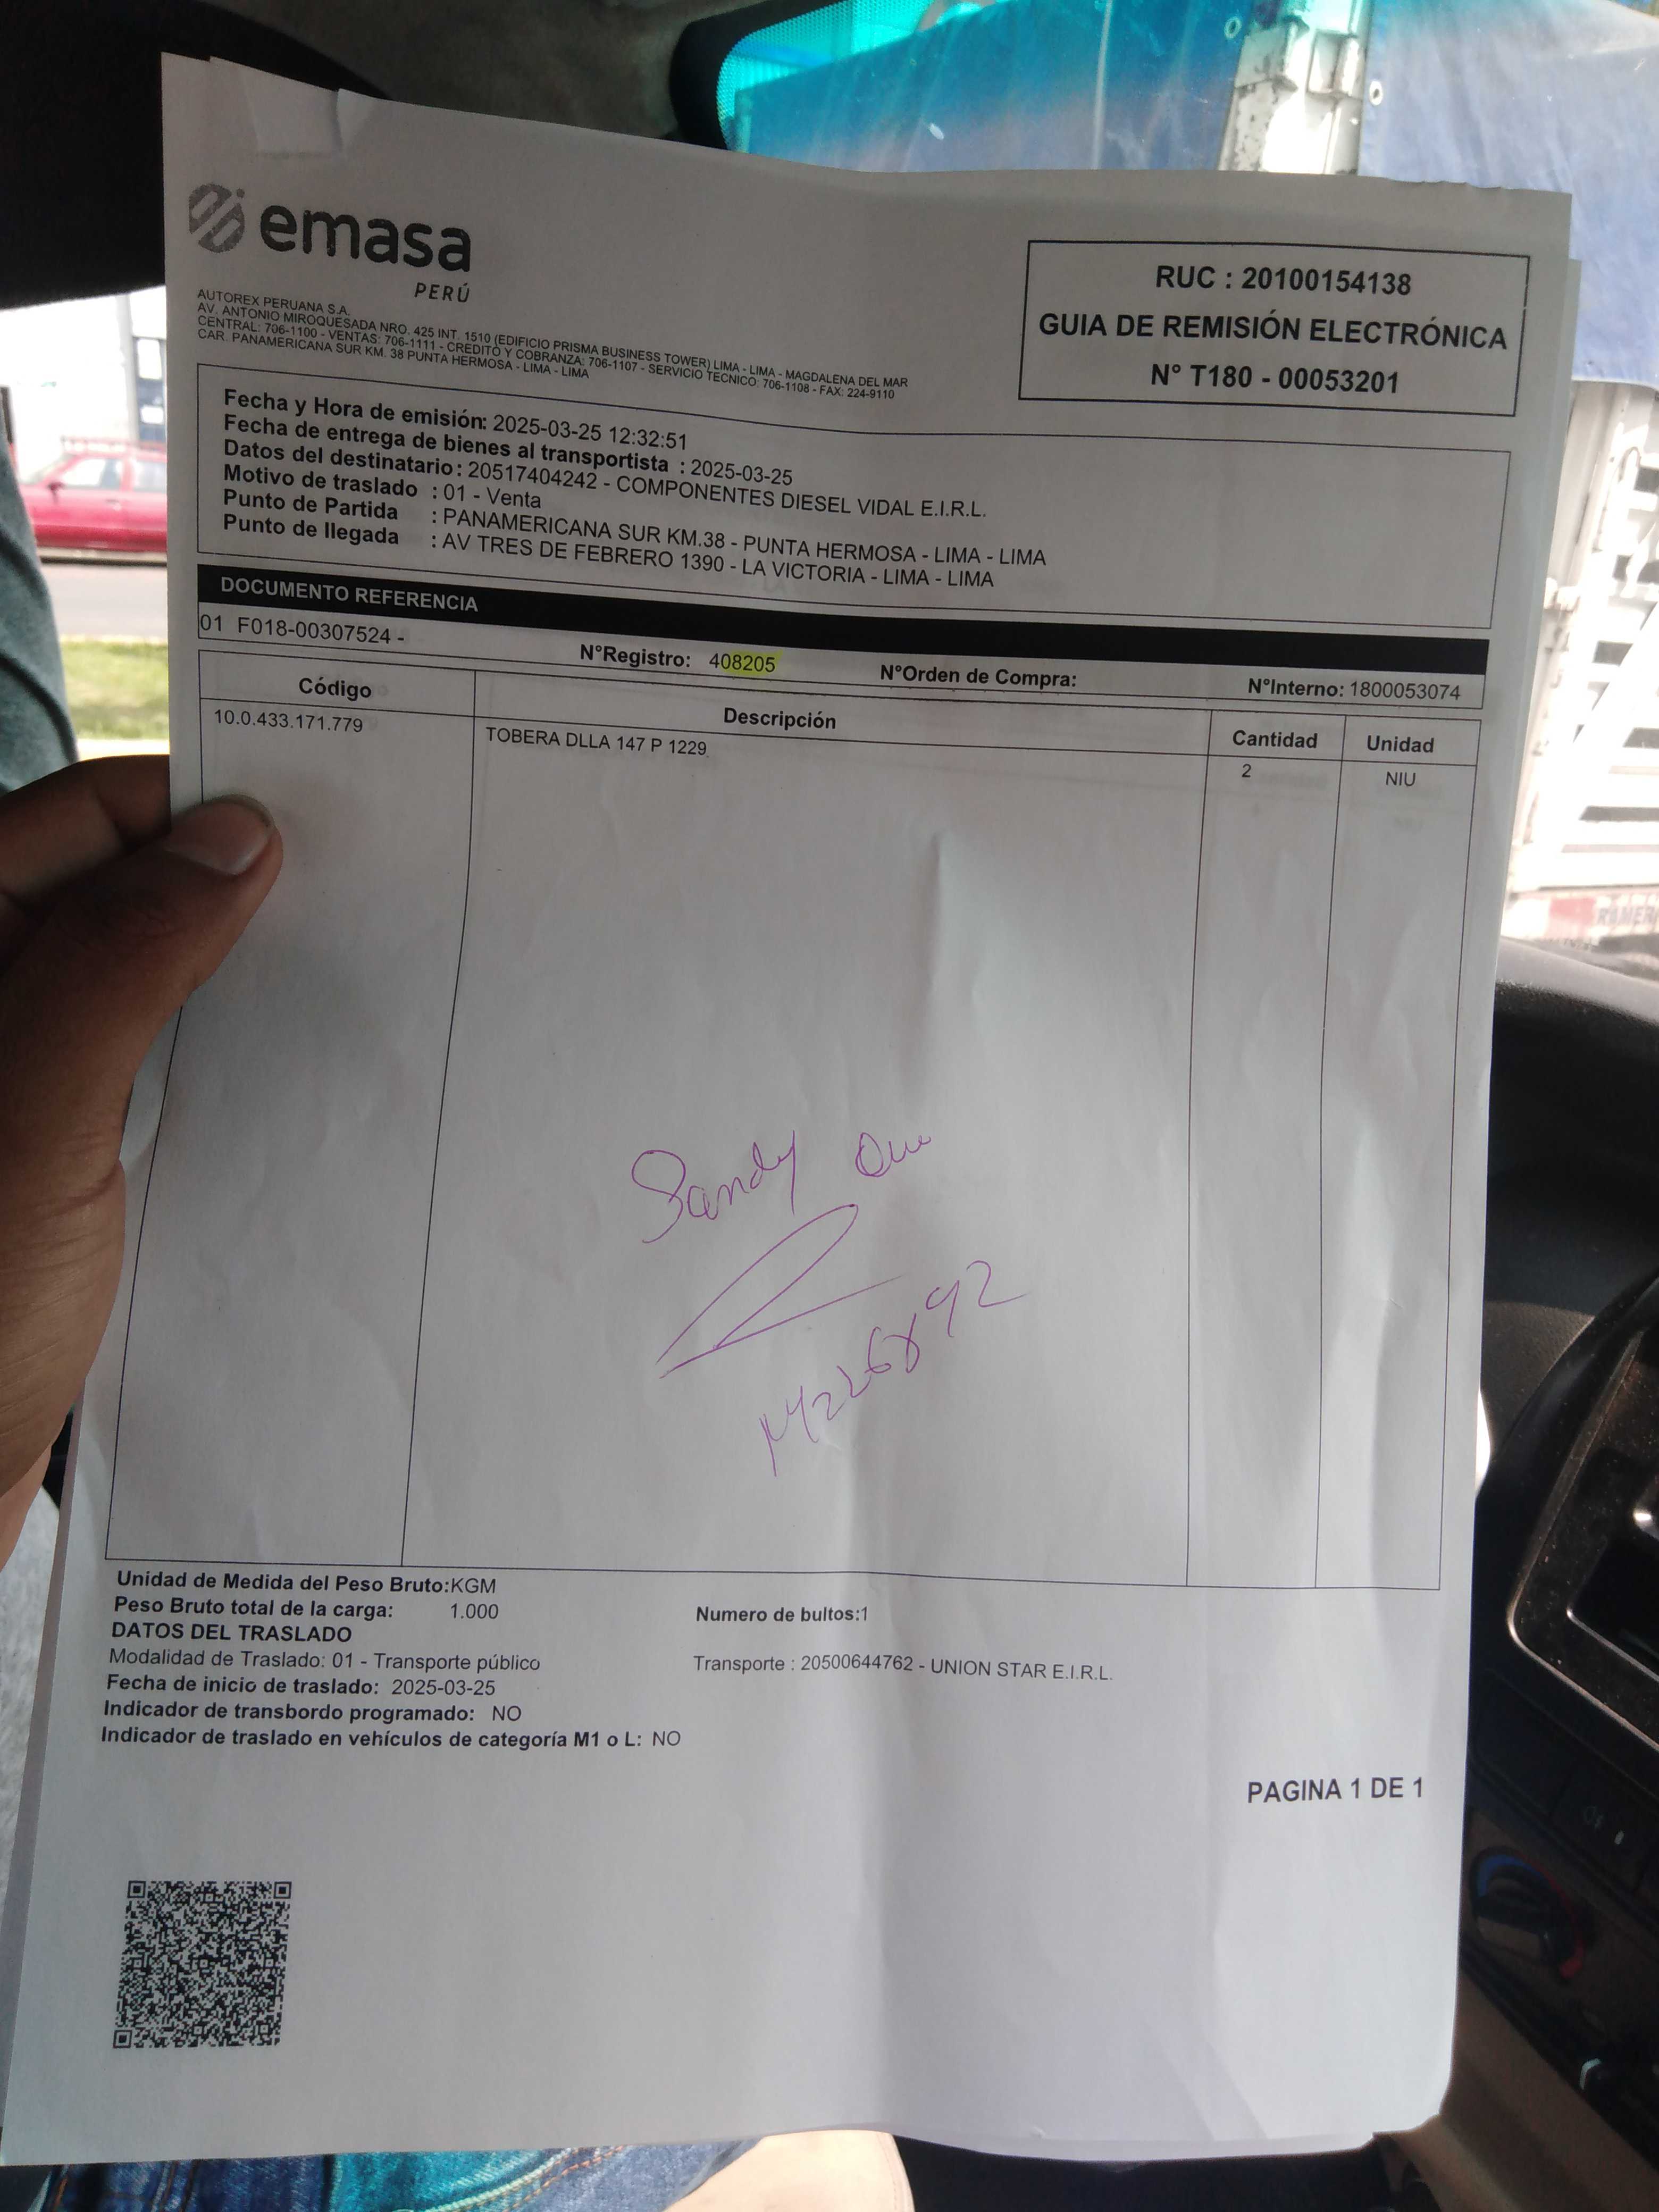 emasa
PERÚ
AUTOREX PERUANA S.A.
AV. ANTONIO MIROQUESADA NRO. 425 INT. 1510 (EDIFICIO PRISMA BUSINESS TOWER) LIMA - LIMA - MAGDALENA DEL MAR
CENTRAL: 706-1100 - VENTAS: 706-1111 - CREDITO Y COBRANZA: 706-1107 - SERVICIO TECNICO: 706-1108 - FAX: 224-9110
CAR. PANAMERICANA SUR KM. 38 PUNTA HERMOSA - LIMA - LIMA
RUC : 20100154138
GUIA DE REMISIÓN ELECTRÓNICA
N° T180 - 00053201
Fecha y Hora de emisión: 2025-03-25 12:32:51
Fecha de entrega de bienes al transportista : 2025-03-25
Datos del destinatario : 20517404242 - COMPONENTES DIESEL VIDAL E.I.R.L.
Motivo de traslado : 01 - Venta
Punto de Partida : PANAMERICANA SUR KM.38 - PUNTA HERMOSA - LIMA - LIMA
Punto de llegada : AV TRES DE FEBRERO 1390 - LA VICTORIA - LIMA - LIMA
DOCUMENTO REFERENCIA
01 F018-00307524 -
N°Registro: 408205 N°Orden de Compra: N°Interno: 1800053074
Código Descripción Cantidad Unidad
10.0.433.171.779 TOBERA DLLA 147 P 1229 2 NIU
Sandy
Unidad de Medida del Peso Bruto:KGM
Peso Bruto total de la carga: 1.000 Numero de bultos:1
DATOS DEL TRASLADO
Modalidad de Traslado: 01 - Transporte público Transporte : 20500644762 - UNION STAR E.I.R.L.
Fecha de inicio de traslado: 2025-03-25
Indicador de transbordo programado: NO
Indicador de traslado en vehículos de categoría M1 o L: NO
PAGINA 1 DE 1